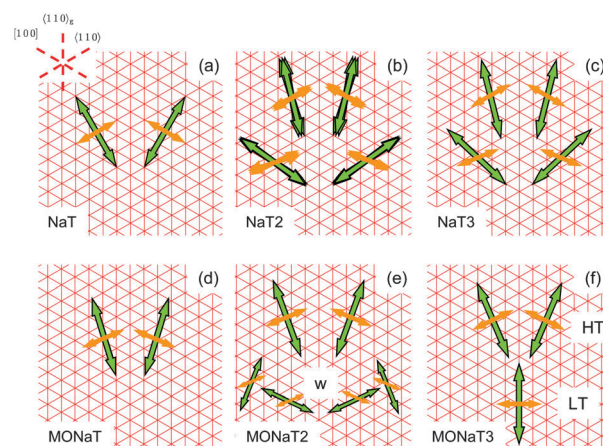 ⟨110⟩g
[100] ⟨110⟩
(a)
(b)
(c)
NaT
NaT2
NaT3
(d)
(e)
(f)
HT
w
LT
MONaT
MONaT2
MONaT3